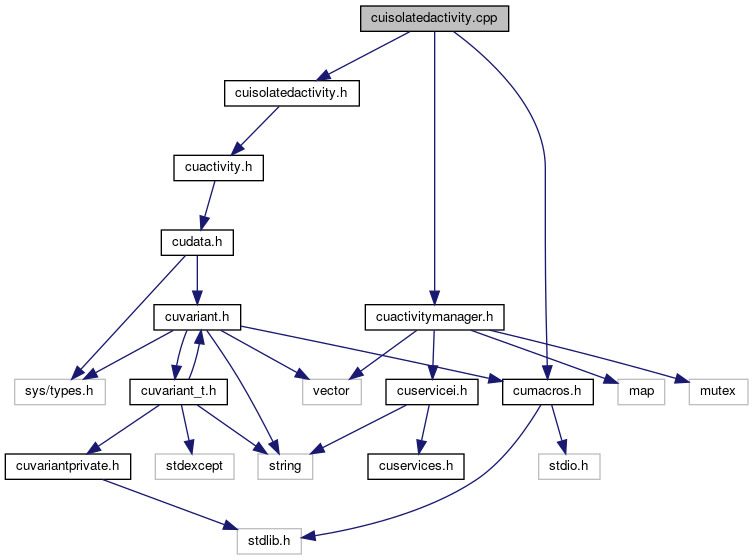 cuisolatedactivity.cpp
cuisolatedactivity.h
cuactivity.h
cudata.h
cuvariant.h
cuactivitymanager.h
sys/types.h
cuvariant_t.h
vector
cuservicei.h
cumacros.h
map
mutex
cuvariantprivate.h
stdexcept
string
cuservices.h
stdio.h
stdlib.h